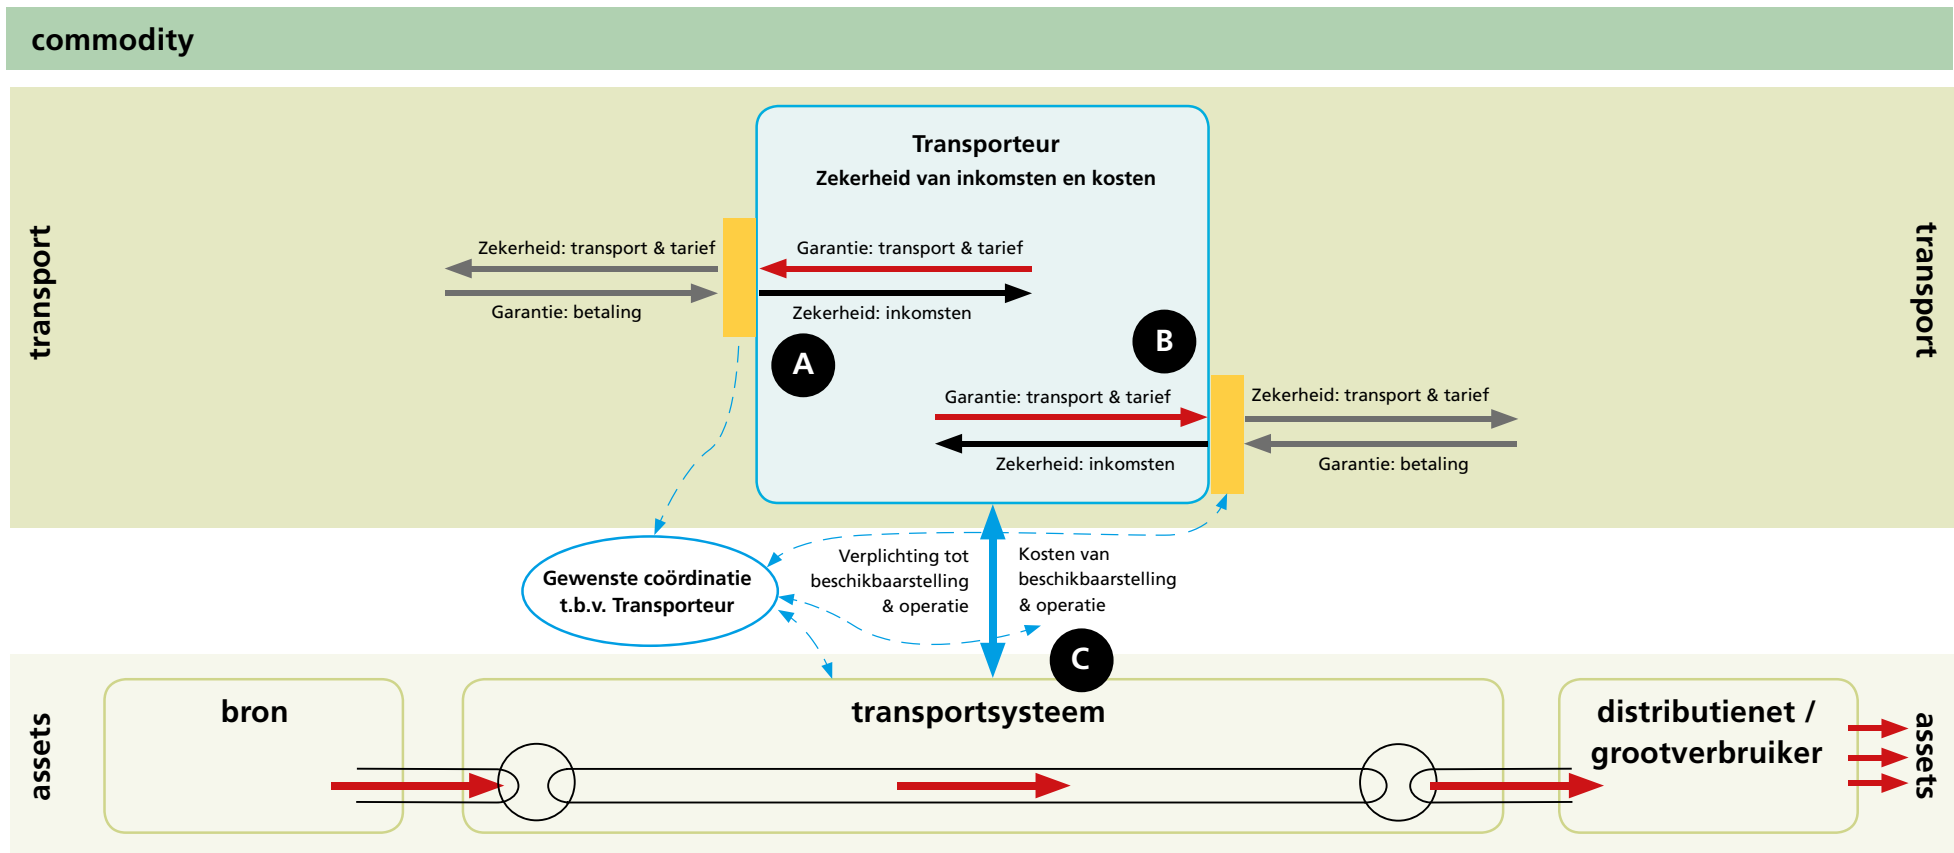 commodity
transport
transport
Transporteur
Zekerheid van inkomsten en kosten
Zekerheid: transport & tarief
Garantie: transport & tarief
Garantie: betaling
Zekerheid: inkomsten
A
B
Garantie: transport & tarief
Zekerheid: transport & tarief
Zekerheid: inkomsten
Garantie: betaling
Gewenste coördinatie
t.b.v. Transporteur
Verplichting tot
beschikbaarstelling
& operatie
Kosten van
beschikbaarstelling
& operatie
C
assets
bron
transportsysteem
distributienet /
grootverbruiker
assets